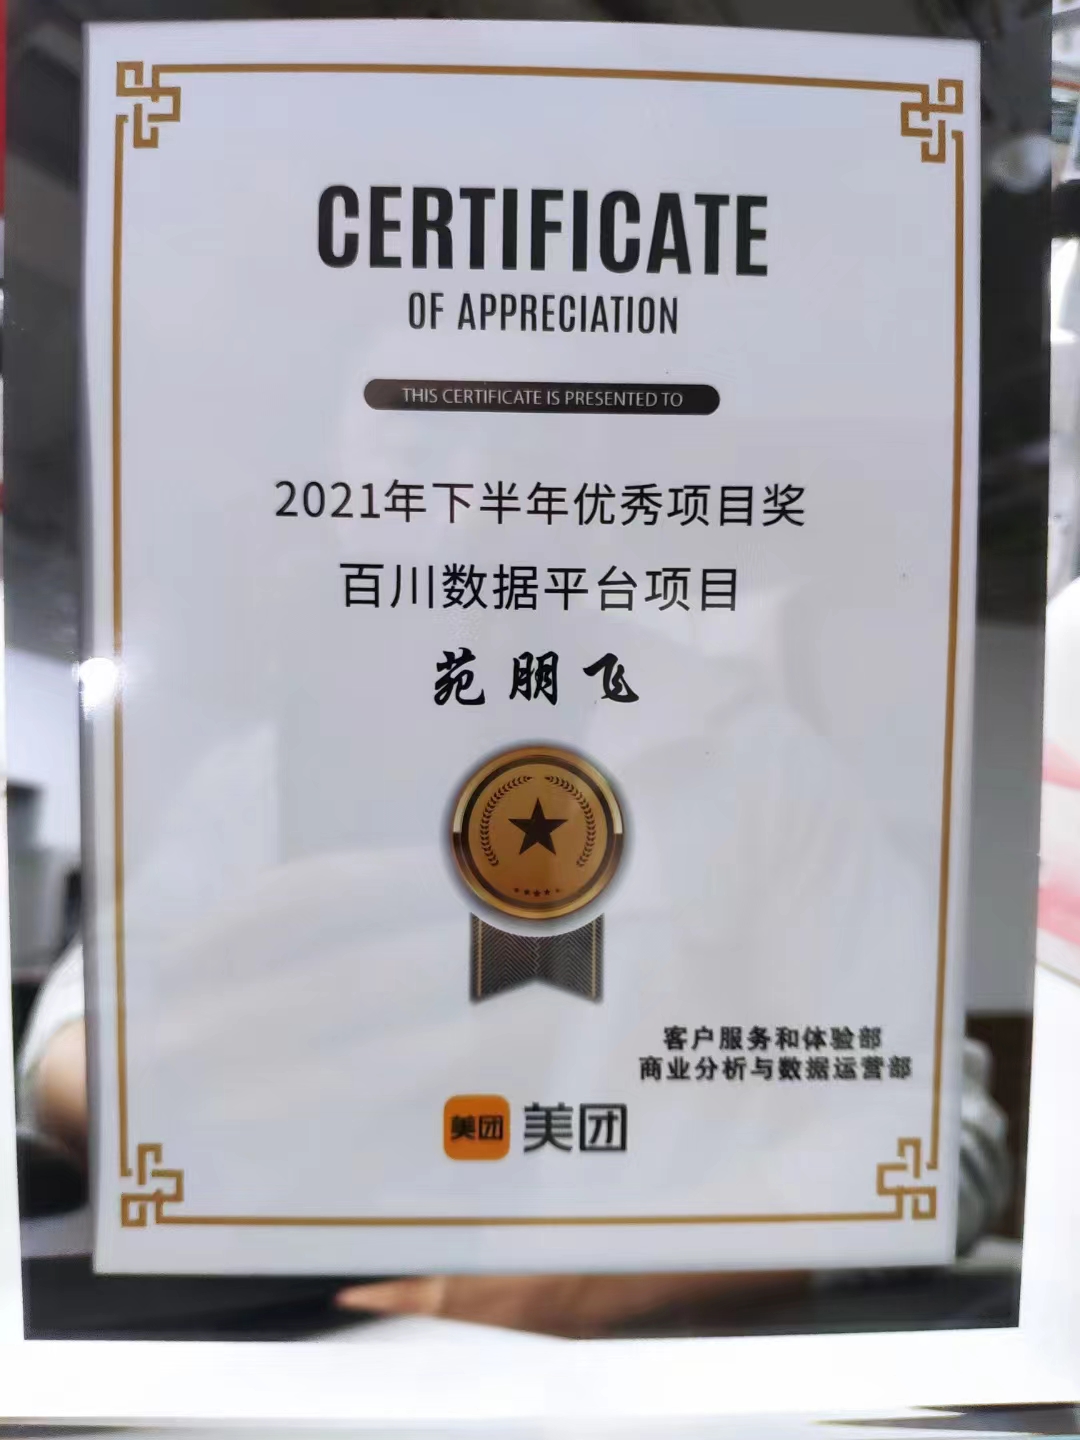 CERTIFICATE
OF APPRECIATION
THIS CERTIFICATE IS PRESENTED TO
2021年下半年优秀项目奖
百川数据平台项目
苑朋飞
客户服务和体验部
商业分析与数据运营部
美团 美团